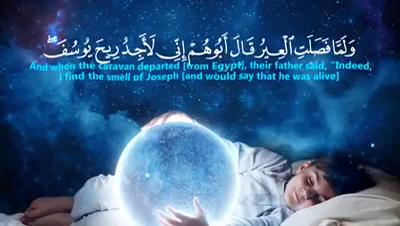 وَلَمَّا فَصَلَتِ الْعِيرُ قَالَ أَبُوهُمْ إِنِّي لَأَجِدُ رِيحَ يُوسُفَ ۖ
And when the caravan departed [from Egypt], their father said, "Indeed,
I find the smell of Joseph [and would say that he was alive]